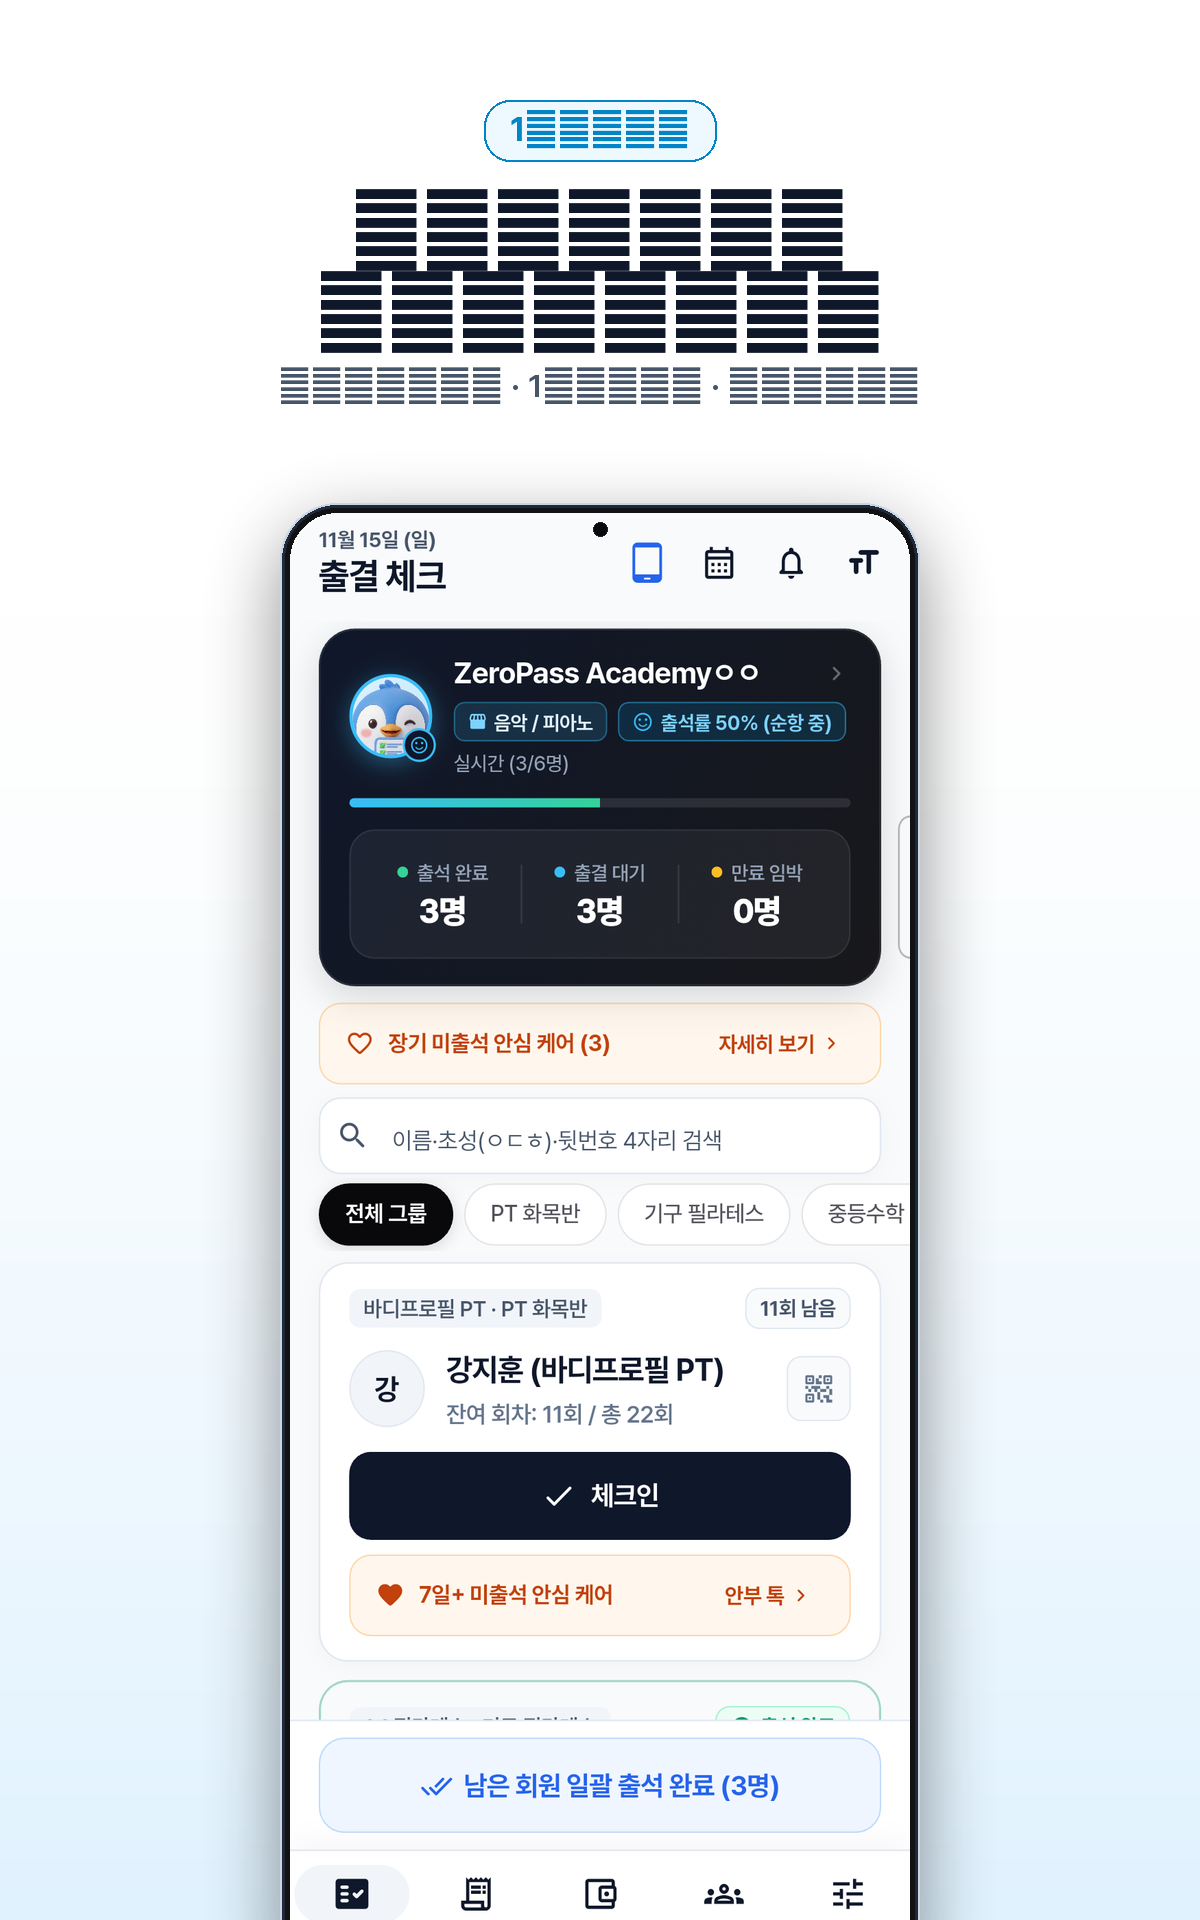 11월 15일 (일)
출결 체크
ZeroPass Academyㅇㅇ
음악 / 피아노
출석률 50% (순항 중)
실시간 (3/6명)
출석 완료
출결 대기
만료 임박
3명
3명
0명
장기 미출석 안심 케어 (3)
자세히 보기
이름·초성(ㅇㄷㅎ)·뒷번호 4자리 검색
전체 그룹
PT 화목반
기구 필라테스
중등수학
바디프로필 PT · PT 화목반
11회 남음
강
강지훈 (바디프로필 PT)
잔여 회차: 11회 / 총 22회
체크인
7일+ 미출석 안심 케어
안부 톡
남은 회원 일괄 출석 완료 (3명)